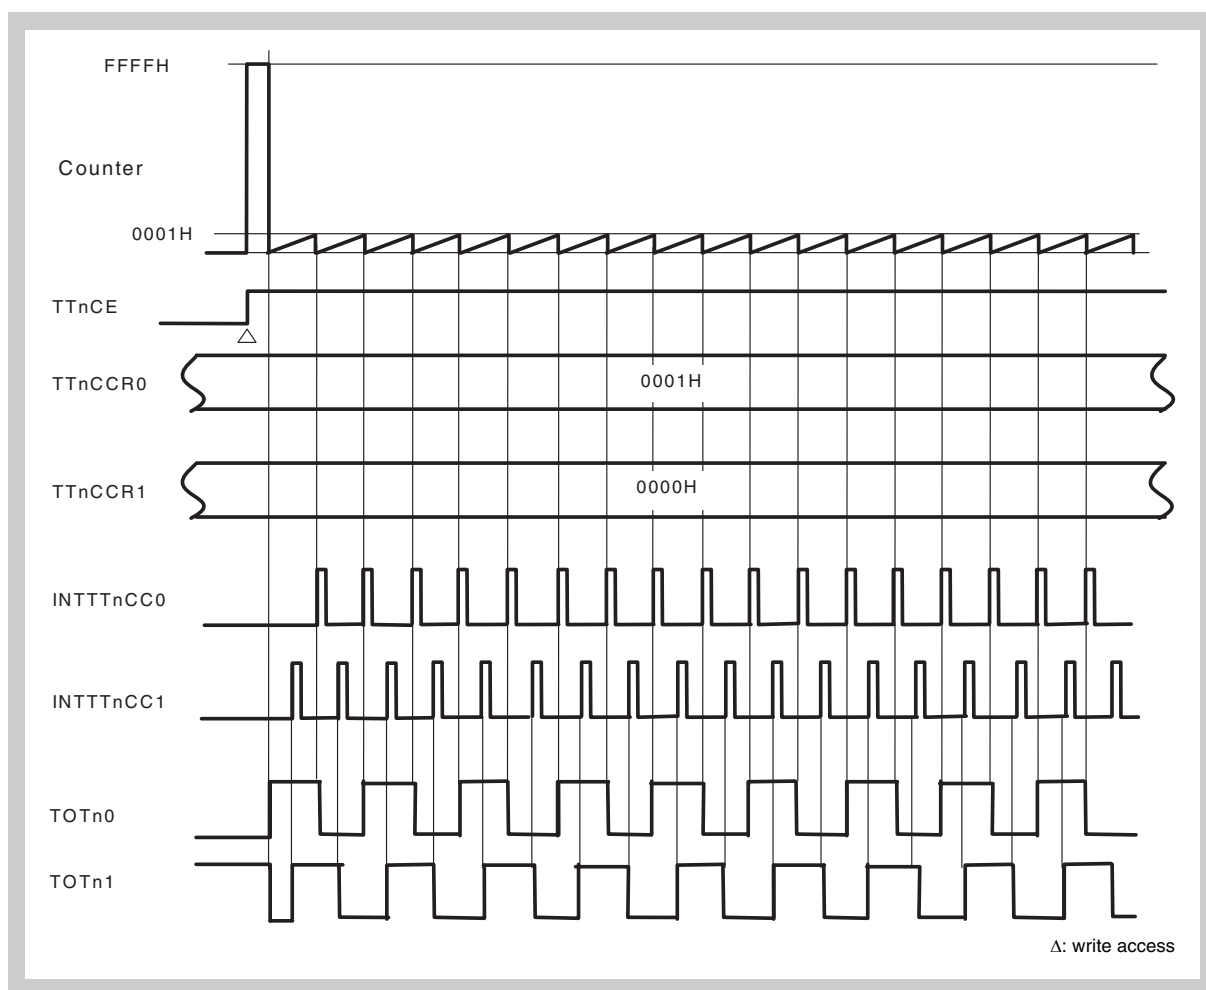 FFFFH
Counter
0001H
TTnCE
TTnCCR0
0001H
TTnCCR1
0000H
INTTTnCC0
INTTTnCC1
TOTn0
TOTn1
Δ: write access